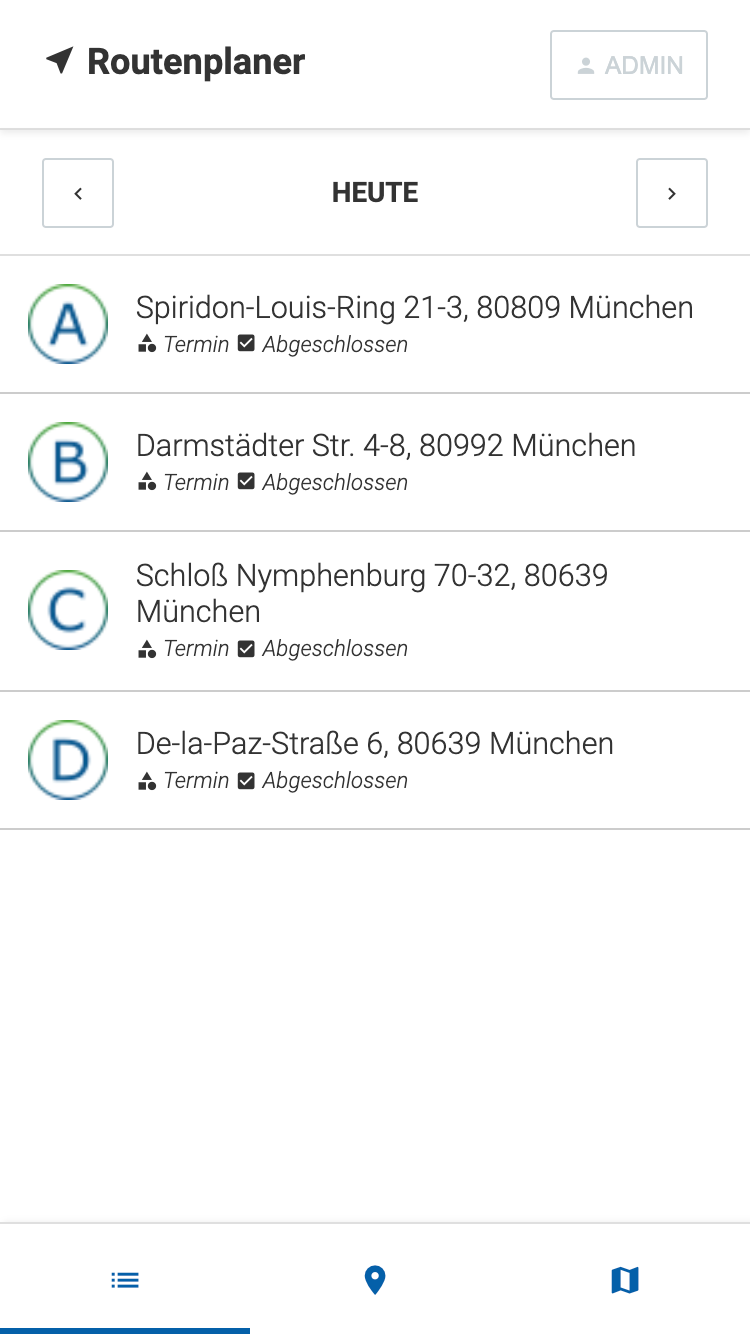 Routenplaner
ADMIN
HEUTE
A
Spiridon-Louis-Ring 21-3, 80809 München
Termin Abgeschlossen
B
Darmstädter Str. 4-8, 80992 München
Termin Abgeschlossen
C
Schloß Nymphenburg 70-32, 80639
München
Termin Abgeschlossen
D
De-la-Paz-Straße 6, 80639 München
Termin Abgeschlossen